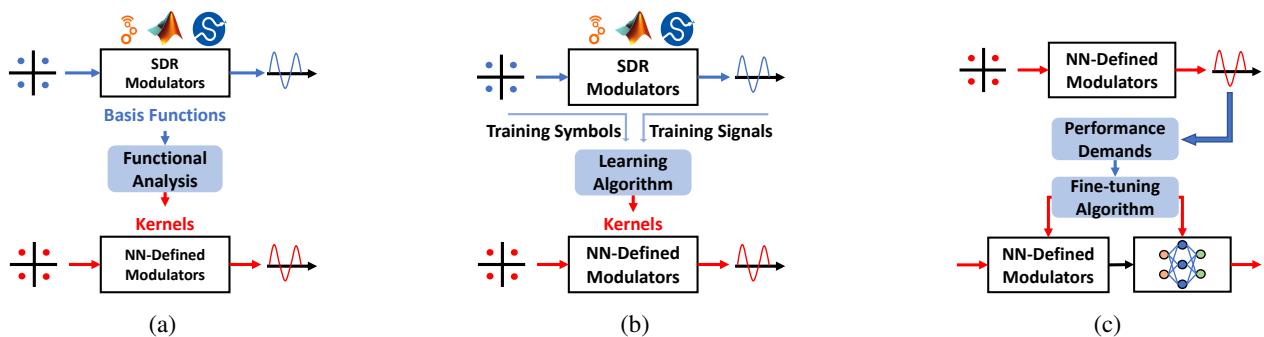 SDR
Modulators
Basis Functions
Functional
Analysis
Kernels
NN-Defined
Modulators
(a)
SDR
Modulators
Training Symbols
Training Signals
Learning
Algorithm
Kernels
NN-Defined
Modulators
(b)
NN-Defined
Modulators
Performance
Demands
Fine-tuning
Algorithm
NN-Defined
Modulators
(c)